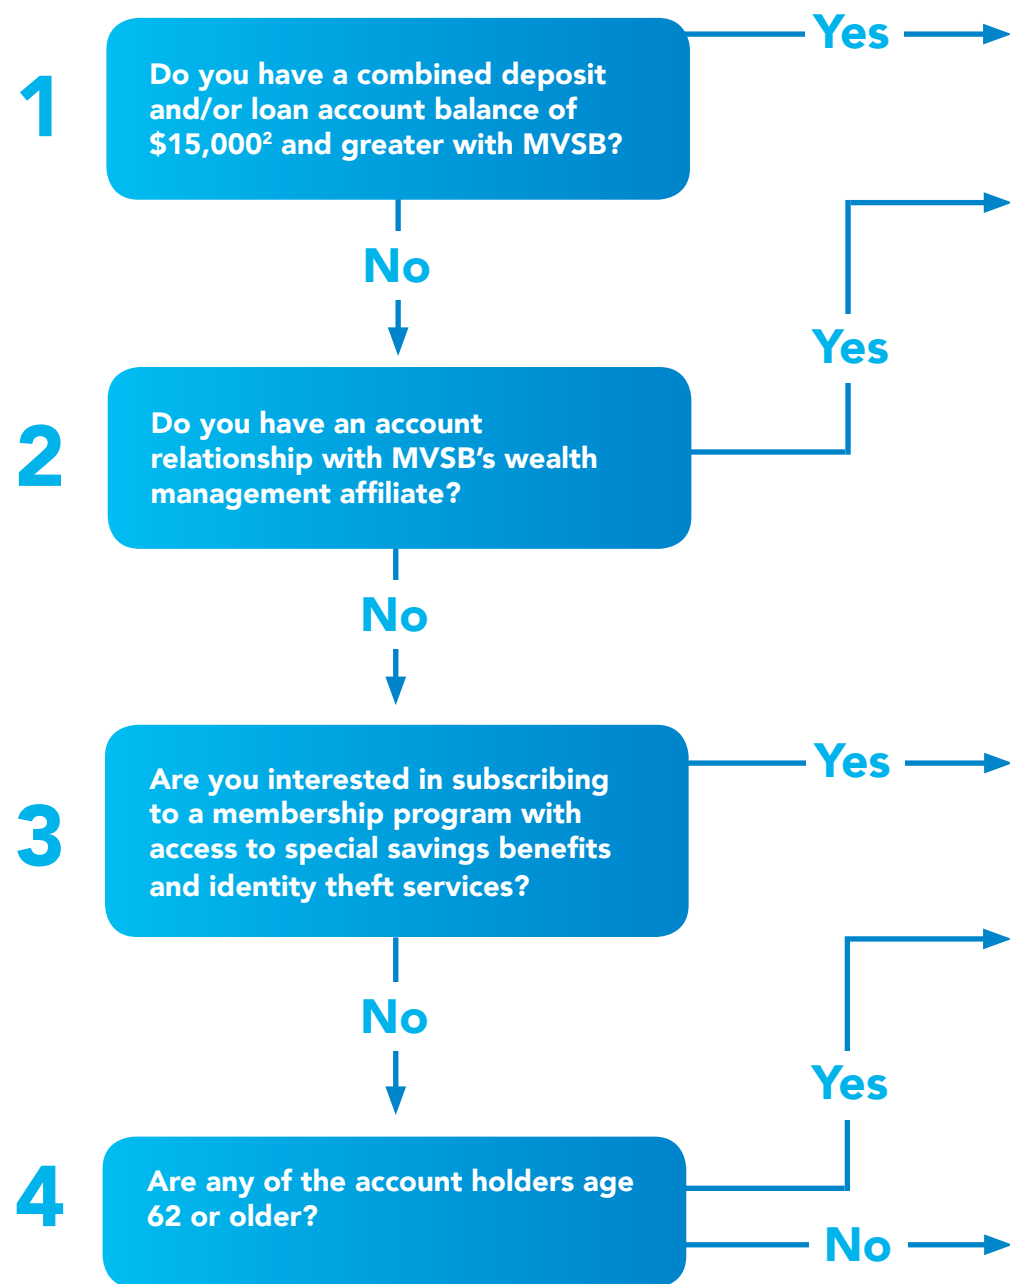 1
Do you have a combined deposit
and/or loan account balance of
$15,000² and greater with MVSB?
Yes
No
2
Do you have an account
relationship with MVSB’s wealth
management affiliate?
Yes
No
3
Are you interested in subscribing
to a membership program with
access to special savings benefits
and identity theft services?
Yes
No
4
Are any of the account holders age
62 or older?
Yes
No